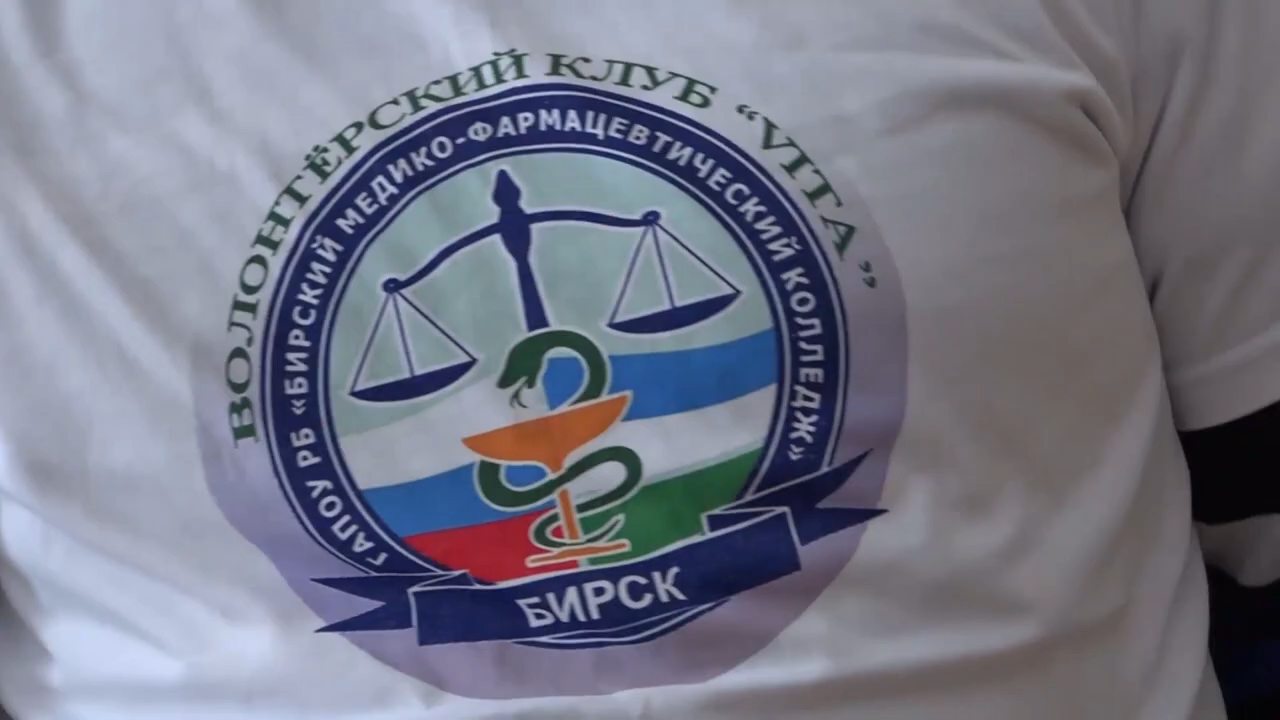 ВОЛОНТЁРСКИЙ КЛУБ “VITA”
ГАПОУ РБ «БИРСКИЙ МЕДИКО-ФАРМАЦЕВТИЧЕСКИЙ КОЛЛЕДЖ»
БИРСК